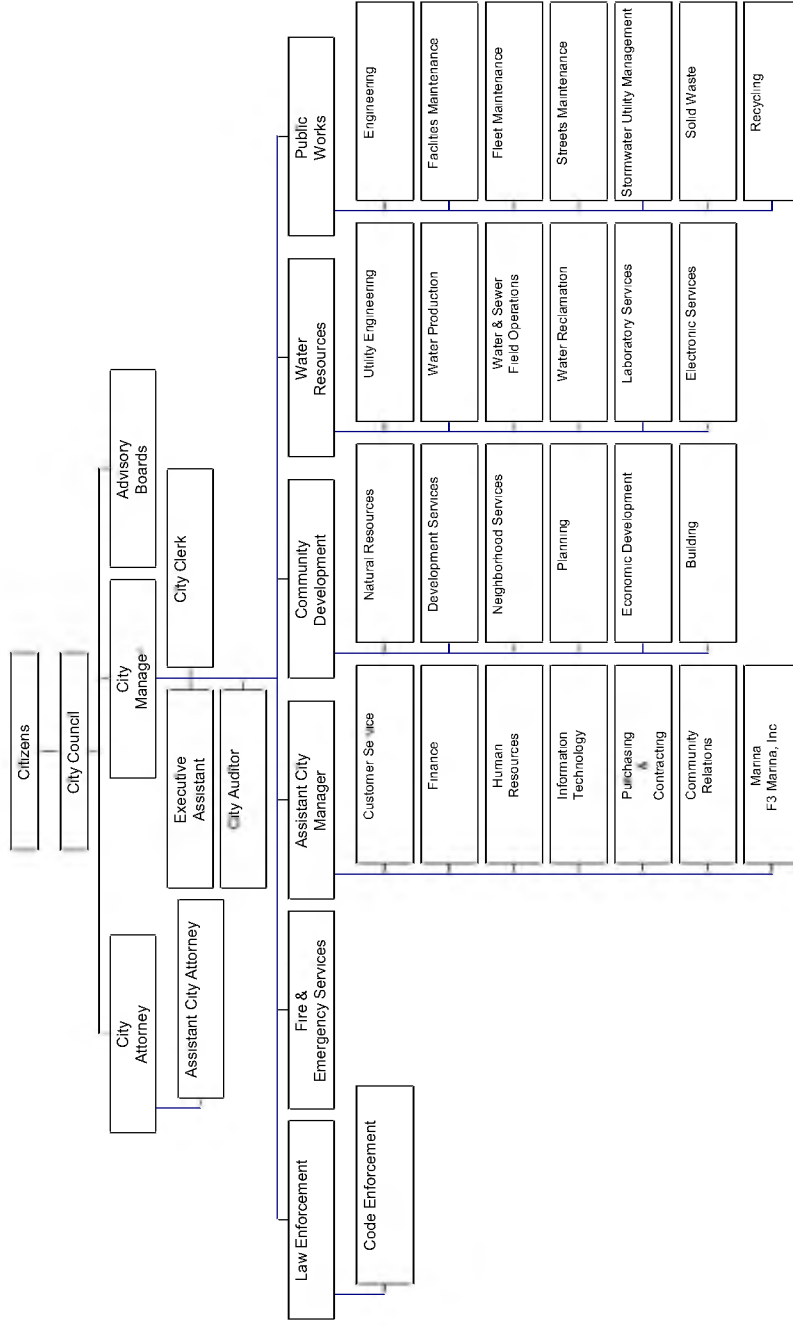 Citizens
City Council
City
Attorney
City
Manage
Advisory
Boards
Assistant City Attorney
Executive
Assistant
City Clerk
City Auditor
Law Enforcement
Fire &
Emergency Services
Assistant City
Manager
Community
Development
Water
Resources
Public
Works
Code Enforcement
Customer Service
Finance
Human
Resources
Information
Technology
Purchasing
&
Contracting
Community
Relations
Marina
F3 Marina, Inc
Natural Resources
Development Services
Neighborhood Services
Planning
Economic Development
Building
Utility Engineering
Water Production
Water & Sewer
Field Operations
Water Reclamation
Laboratory Services
Electronic Services
Engineering
Facilities Maintenance
Fleet Maintenance
Streets Maintenance
Stormwater Utility Management
Solid Waste
Recycling